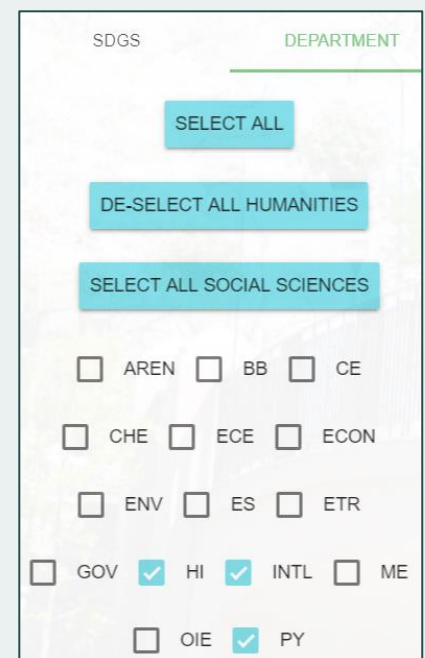 SDGS DEPARTMENT
SELECT ALL
DE-SELECT ALL HUMANITIES
SELECT ALL SOCIAL SCIENCES
AREN BB CE
CHE ECE ECON
ENV ES ETR
GOV HI INTL ME
OIE PY